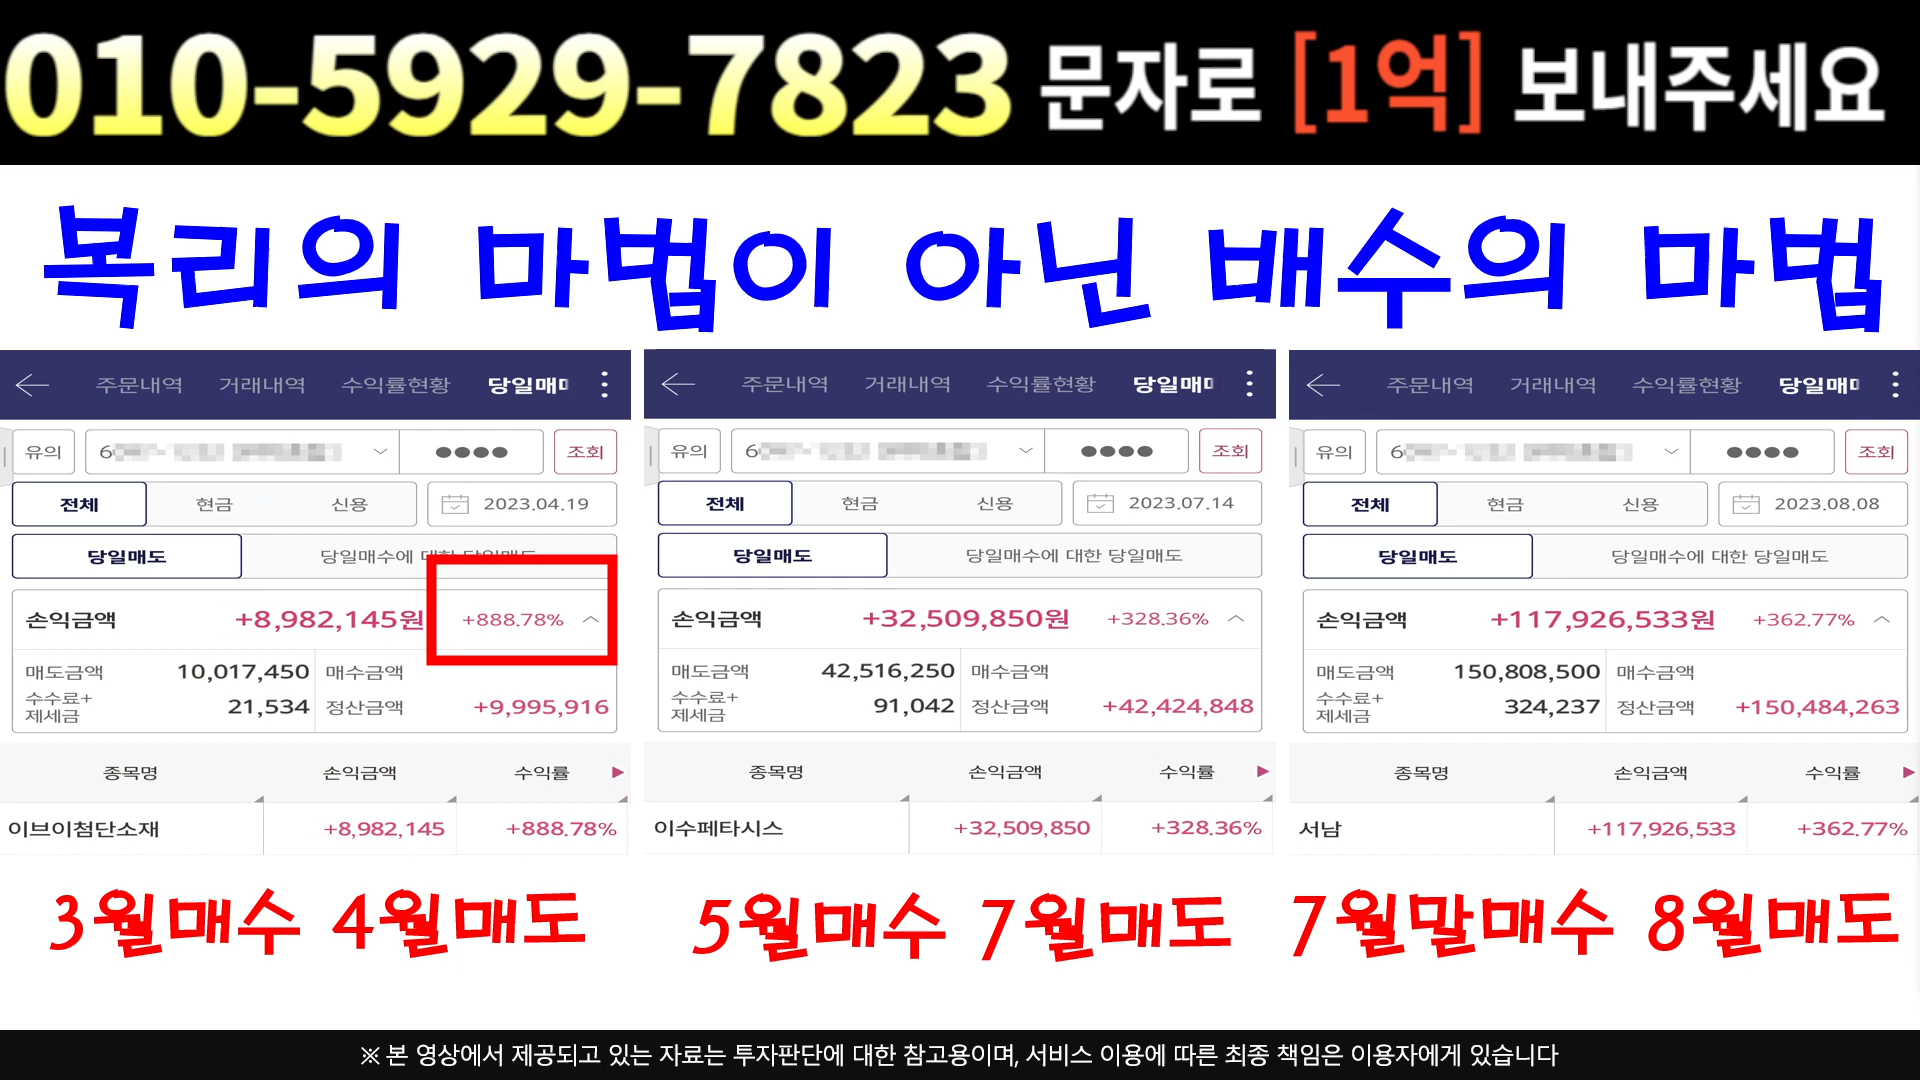 010-5929-7823 문자로 [1억] 보내주세요
복리의 마법이 아닌 배수의 마법
주문내역 거래내역 수익률현황 당일매
유의 6 ●●●● 조회
전체 현금 신용 2023.04.19
당일매도 당일매수에 대한 당일매도
손익금액 +8,982,145원 +888.78%
매도금액 10,017,450 매수금액
수수료+
제세금 21,534 정산금액 +9,995,916
종목명 손익금액 수익률
이브이첨단소재 +8,982,145 +888.78%
3월매수 4월매도
주문내역 거래내역 수익률현황 당일매
유의 6 ●●●● 조회
전체 현금 신용 2023.07.14
당일매도 당일매수에 대한 당일매도
손익금액 +32,509,850원 +328.36%
매도금액 42,516,250 매수금액
수수료+
제세금 91,042 정산금액 +42,424,848
종목명 손익금액 수익률
이수페타시스 +32,509,850 +328.36%
5월매수 7월매도
주문내역 거래내역 수익률현황 당일매
유의 6 ●●●● 조회
전체 현금 신용 2023.08.08
당일매도 당일매수에 대한 당일매도
손익금액 +117,926,533원 +362.77%
매도금액 150,808,500 매수금액
수수료+
제세금 324,237 정산금액 +150,484,263
종목명 손익금액 수익률
서남 +117,926,533 +362.77%
7월말매수 8월매도
※ 본 영상에서 제공되고 있는 자료는 투자판단에 대한 참고용이며, 서비스 이용에 따른 최종 책임은 이용자에게 있습니다